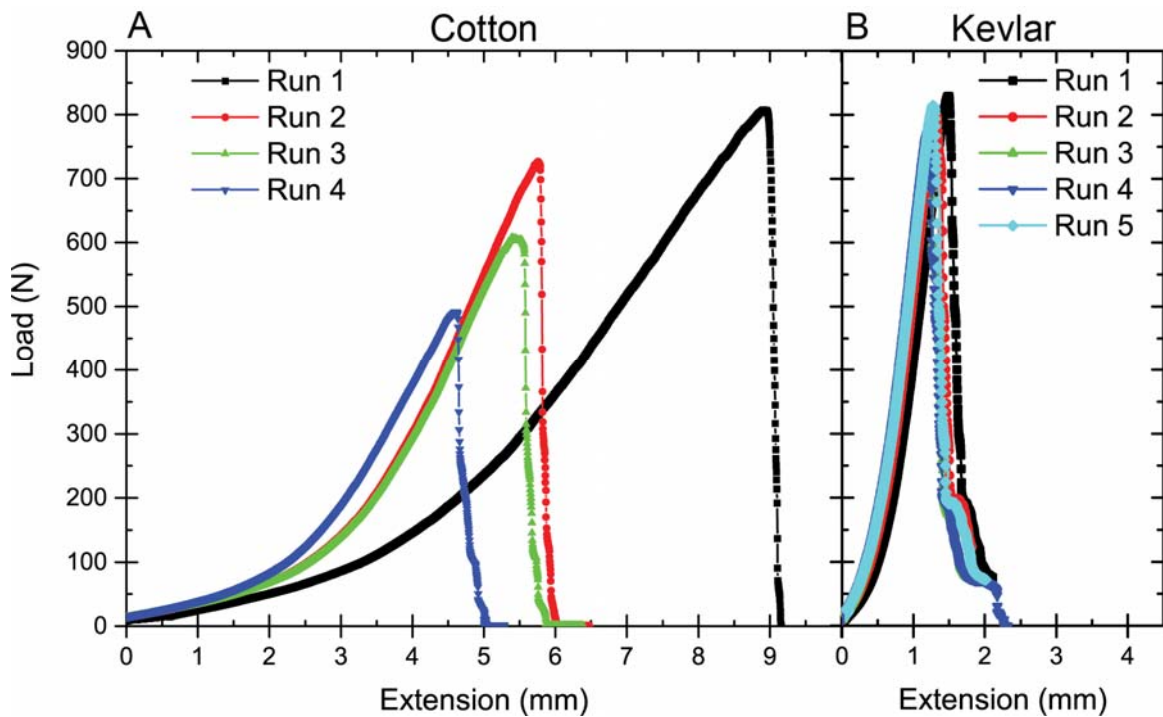 A Cotton
B Kevlar
900
800
700
600
500
400
300
200
100
0
Load (N)
Run 1
Run 2
Run 3
Run 4
Run 1
Run 2
Run 3
Run 4
Run 5
0 1 2 3 4 5 6 7 8 9
0 1 2 3 4
Extension (mm)
Extension (mm)